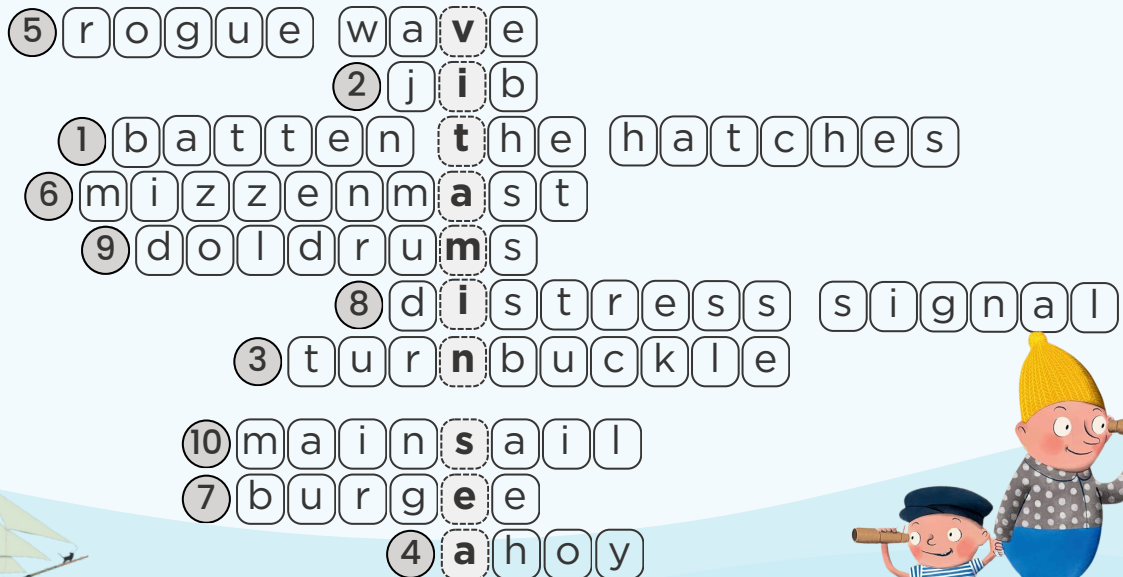 5 rogue wave
2 jib
1 batten the hatches
6 mizzenmast
9 doldrums
8 distress signal
3 turnbuckle
10 mainsail
7 burgee
4 ahoy